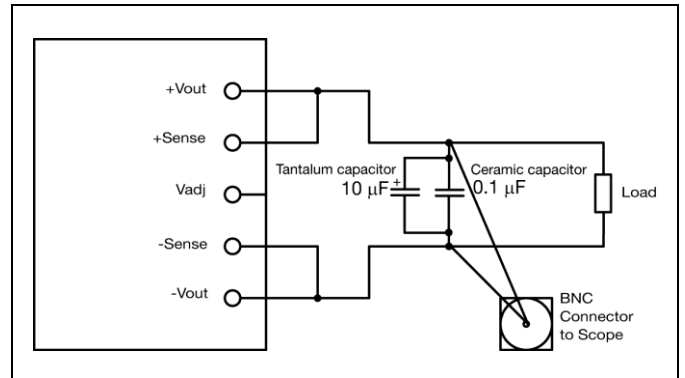 +Vout
+Sense
Vadj
-Sense
-Vout
Tantalum capacitor
10 μF
+
Ceramic capacitor
0.1 μF
Load
BNC
Connector
to Scope